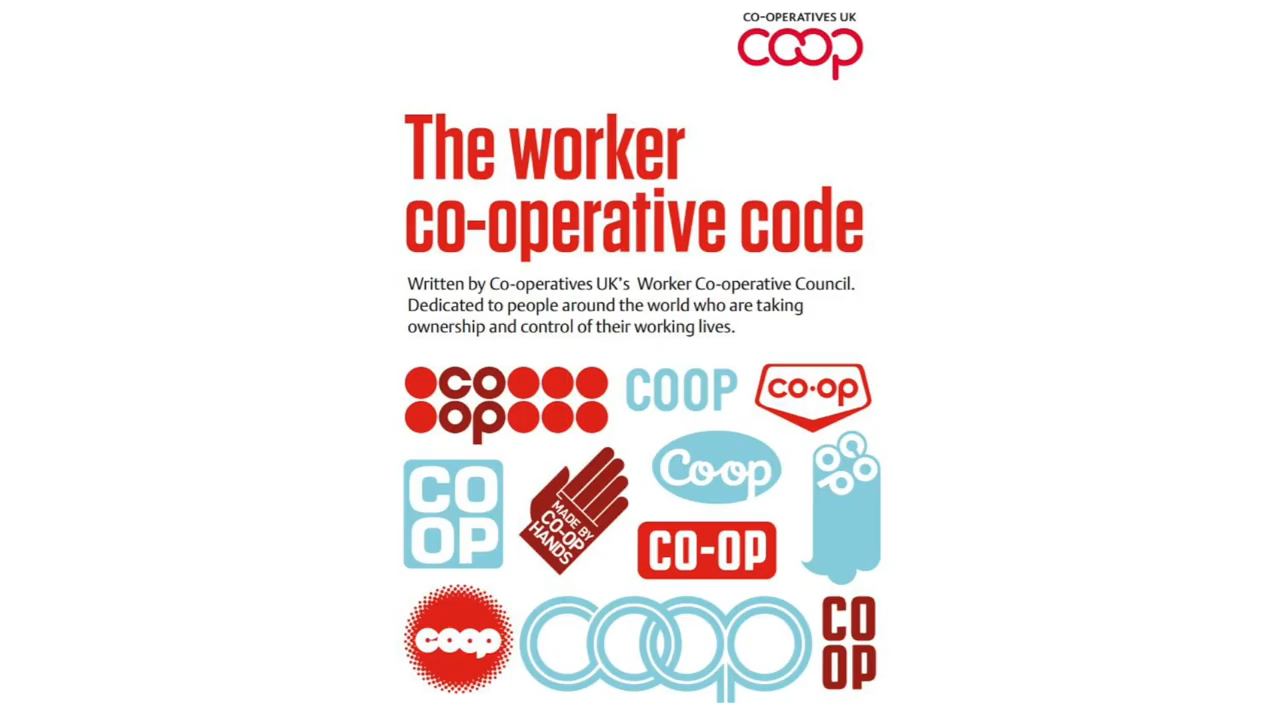 CO-OPERATIVES UK
coop
The worker
co-operative code
Written by Co-operatives UK's Worker Co-operative Council.
Dedicated to people around the world who are taking
ownership and control of their working lives.
co
op
COOP
co·op
CO
OP
MADE BY
CO-OP
HANDS
Co-op
CO-OP
coop
coop
coop
CO
OP